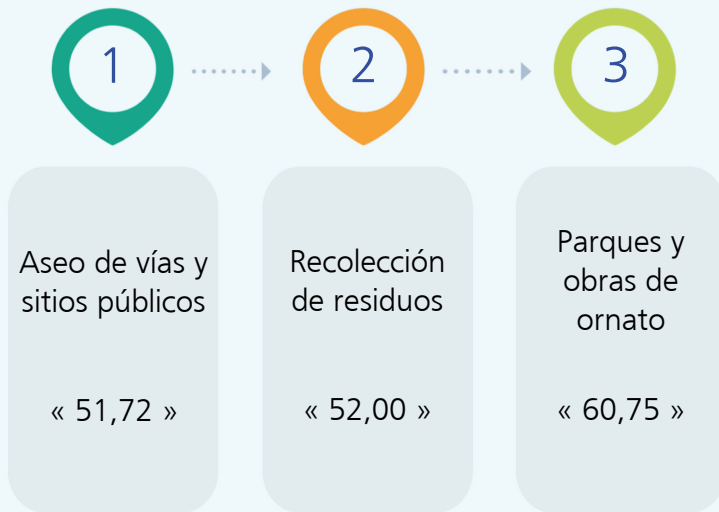 1
2
3
Aseo de vías y
sitios públicos
« 51,72 »
Recolección
de residuos
« 52,00 »
Parques y
obras de
ornato
« 60,75 »